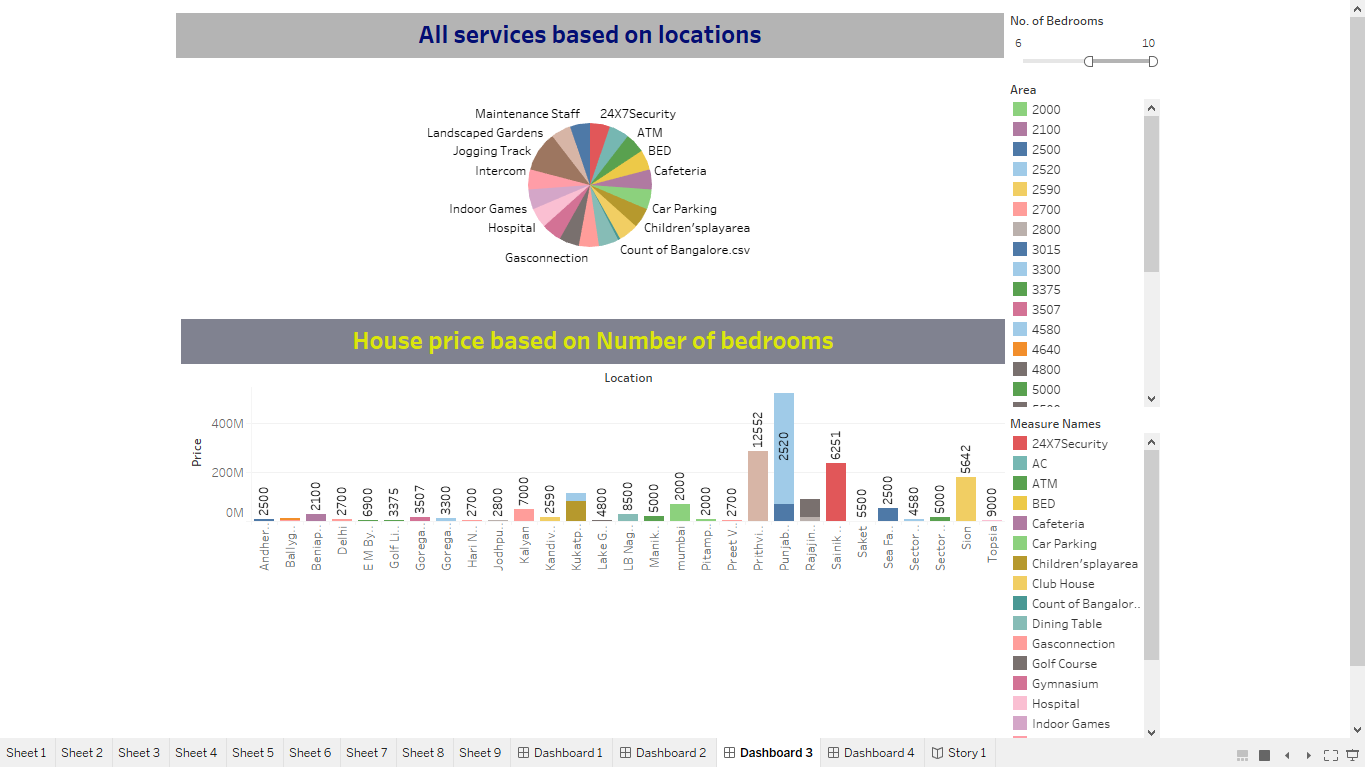 All services based on locations
No. of Bedrooms
6
10
Maintenance Staff
24X7Security
Landscaped Gardens
ATM
Jogging Track
BED
Intercom
Cafeteria
Indoor Games
Car Parking
Hospital
Children'splayarea
Count of Bangalore.csv
Gasconnection
Area
2000
2100
2500
2520
2590
2700
2800
3015
3300
3375
3507
4580
4640
4800
5000
House price based on Number of bedrooms
Location
Price
400M
200M
0M
2500
2100
2700
6900
3375
3507
3300
2700
2800
7000
2590
4800
8500
5000
2000
2000
2700
12552
2520
6251
5500
2500
4580
5000
5642
9000
Andher..
Ballyg..
Beniap..
Delhi
E M By..
Golf Li..
Gorega..
Gorega..
Hari N..
Jodhpu..
Kalyan
Kandiv..
Kukatp..
Lake G..
LB Nag..
Manik..
mumbai
Pitamp..
Preet V..
Prithvi..
Punjab..
Rajajin..
Sainik ..
Saket
Sea Fa..
Sector ..
Sector ..
Sion
Topsia
Measure Names
24X7Security
AC
ATM
BED
Cafeteria
Car Parking
Children'splayarea
Club House
Count of Bangalor..
Dining Table
Gasconnection
Golf Course
Gymnasium
Hospital
Indoor Games
Sheet 1
Sheet 2
Sheet 3
Sheet 4
Sheet 5
Sheet 6
Sheet 7
Sheet 8
Sheet 9
Dashboard 1
Dashboard 2
Dashboard 3
Dashboard 4
Story 1